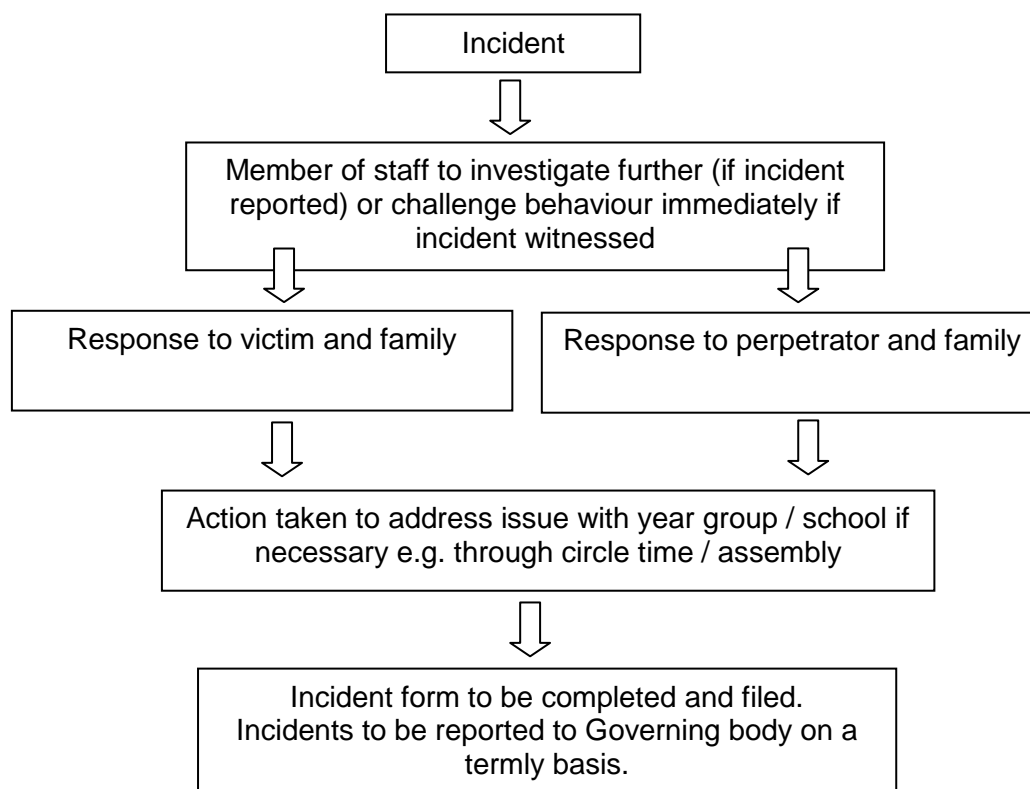 Incident
Member of staff to investigate further (if incident
reported) or challenge behaviour immediately if
incident witnessed
Response to victim and family
Response to perpetrator and family
Action taken to address issue with year group / school if
necessary e.g. through circle time / assembly
Incident form to be completed and filed.
Incidents to be reported to Governing body on a
termly basis.